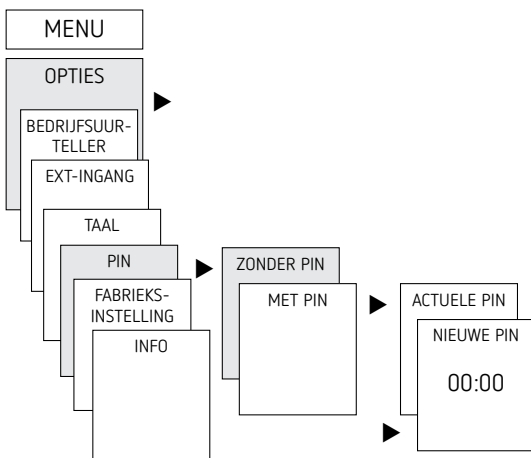 MENU
OPTIES
BEDRIJFSUUR-
TELLER
EXT-INGANG
TAAL
PIN
FABRIEKS-
INSTELLING
INFO
ZONDER PIN
MET PIN
ACTUELE PIN
NIEUWE PIN
00:00